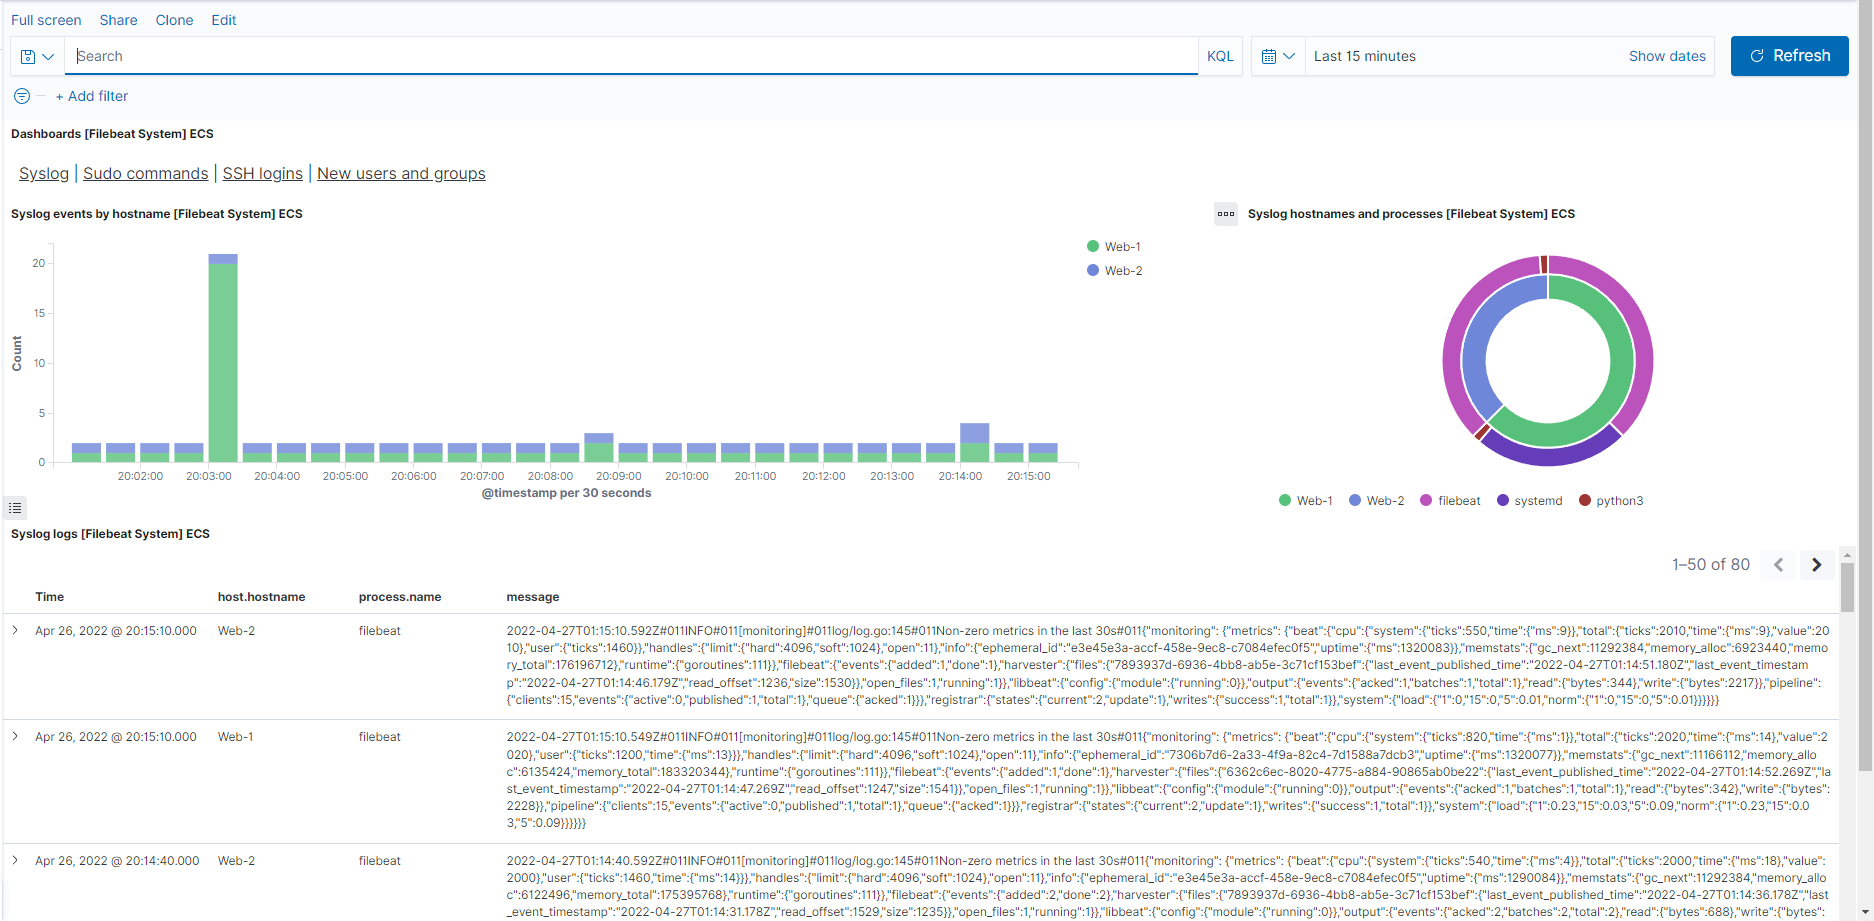 Full screen Share Clone Edit
Search KQL Last 15 minutes Show dates Refresh
+ Add filter
Dashboards [Filebeat System] ECS
Syslog | Sudo commands | SSH logins | New users and groups
Syslog events by hostname [Filebeat System] ECS
Count
20
15
10
5
0
20:02:00 20:03:00 20:04:00 20:05:00 20:06:00 20:07:00 20:08:00 20:09:00 20:10:00 20:11:00 20:12:00 20:13:00 20:14:00 20:15:00
@timestamp per 30 seconds
Web-1
Web-2
Syslog hostnames and processes [Filebeat System] ECS
Web-1 Web-2 filebeat systemd python3
Syslog logs [Filebeat System] ECS
1–50 of 80
Time host.hostname process.name message
Apr 26, 2022 @ 20:15:10.000 Web-2 filebeat 2022-04-27T01:15:10.592Z#011INFO#011[monitoring]#011log/log.go:145#011Non-zero metrics in the last 30s#011{"monitoring": {"metrics": {"beat":{"cpu":{"system":{"ticks":550,"time":{"ms":9}},"total":{"ticks":2010,"time":{"ms":9},"value":20
10},"user":{"ticks":1460}},"handles":{"limit":{"hard":4096,"soft":1024},"open":11},"info":{"ephemeral_id":"e3e45e3a-accf-458e-9ec8-c7084efec0f5","uptime":{"ms":1320083}},"memstats":{"gc_next":11292384,"memory_alloc":6923440,"memo
ry_total":176196712},"runtime":{"goroutines":111}},"filebeat":{"events":{"added":1,"done":1},"harvester":{"files":{"7893937d-6936-4bb8-ab5e-3c71cf153bef":{"last_event_published_time":"2022-04-27T01:14:51.180Z","last_event_timestam
p":"2022-04-27T01:14:46.179Z","read_offset":1236,"size":1530}},"open_files":1,"running":1}},"libbeat":{"config":{"module":{"running":0}},"output":{"events":{"acked":1,"batches":1,"total":1},"read":{"bytes":344},"write":{"bytes":2217}},"pipeline":
{"clients":15,"events":{"active":0,"published":1,"total":1},"queue":{"acked":1}}},"registrar":{"states":{"current":2,"update":1},"writes":{"success":1,"total":1}},"system":{"load":{"1":0,"15":0,"5":0.01,"norm":{"1":0,"15":0,"5":0.01}}}}}}
Apr 26, 2022 @ 20:15:10.000 Web-1 filebeat 2022-04-27T01:15:10.549Z#011INFO#011[monitoring]#011log/log.go:145#011Non-zero metrics in the last 30s#011{"monitoring": {"metrics": {"beat":{"cpu":{"system":{"ticks":820,"time":{"ms":1}},"total":{"ticks":2020,"time":{"ms":14},"value":2
020},"user":{"ticks":1200,"time":{"ms":13}}},"handles":{"limit":{"hard":4096,"soft":1024},"open":11},"info":{"ephemeral_id":"7306b7d6-2a33-4f9a-82c4-7d1588a7dcb3","uptime":{"ms":1320077}},"memstats":{"gc_next":11166112,"memory_allo
c":6135424,"memory_total":183320344},"runtime":{"goroutines":111}},"filebeat":{"events":{"added":1,"done":1},"harvester":{"files":{"6362c6ec-8020-4775-a884-90865ab0be22":{"last_event_published_time":"2022-04-27T01:14:52.269Z","las
t_event_timestamp":"2022-04-27T01:14:47.269Z","read_offset":1247,"size":1541}},"open_files":1,"running":1}},"libbeat":{"config":{"module":{"running":0}},"output":{"events":{"acked":1,"batches":1,"total":1},"read":{"bytes":342},"write":{"bytes":
2228}},"pipeline":{"clients":15,"events":{"active":0,"published":1,"total":1},"queue":{"acked":1}}},"registrar":{"states":{"current":2,"update":1},"writes":{"success":1,"total":1}},"system":{"load":{"1":0.23,"15":0.03,"5":0.09,"norm":{"1":0.23,"15":0.0
3,"5":0.09}}}}}}
Apr 26, 2022 @ 20:14:40.000 Web-2 filebeat 2022-04-27T01:14:40.592Z#011INFO#011[monitoring]#011log/log.go:145#011Non-zero metrics in the last 30s#011{"monitoring": {"metrics": {"beat":{"cpu":{"system":{"ticks":540,"time":{"ms":4}},"total":{"ticks":2000,"time":{"ms":18},"value":
2000},"user":{"ticks":1460,"time":{"ms":14}}},"handles":{"limit":{"hard":4096,"soft":1024},"open":11},"info":{"ephemeral_id":"e3e45e3a-accf-458e-9ec8-c7084efec0f5","uptime":{"ms":1290084}},"memstats":{"gc_next":11292384,"memory_allo
c":6122496,"memory_total":175395768},"runtime":{"goroutines":111}},"filebeat":{"events":{"added":2,"done":2},"harvester":{"files":{"7893937d-6936-4bb8-ab5e-3c71cf153bef":{"last_event_published_time":"2022-04-27T01:14:36.178Z","last
_event_timestamp":"2022-04-27T01:14:31.178Z","read_offset":1529,"size":1235}},"open_files":1,"running":1}},"libbeat":{"config":{"module":{"running":0}},"output":{"events":{"acked":2,"batches":2,"total":2},"read":{"bytes":688},"write":{"bytes":